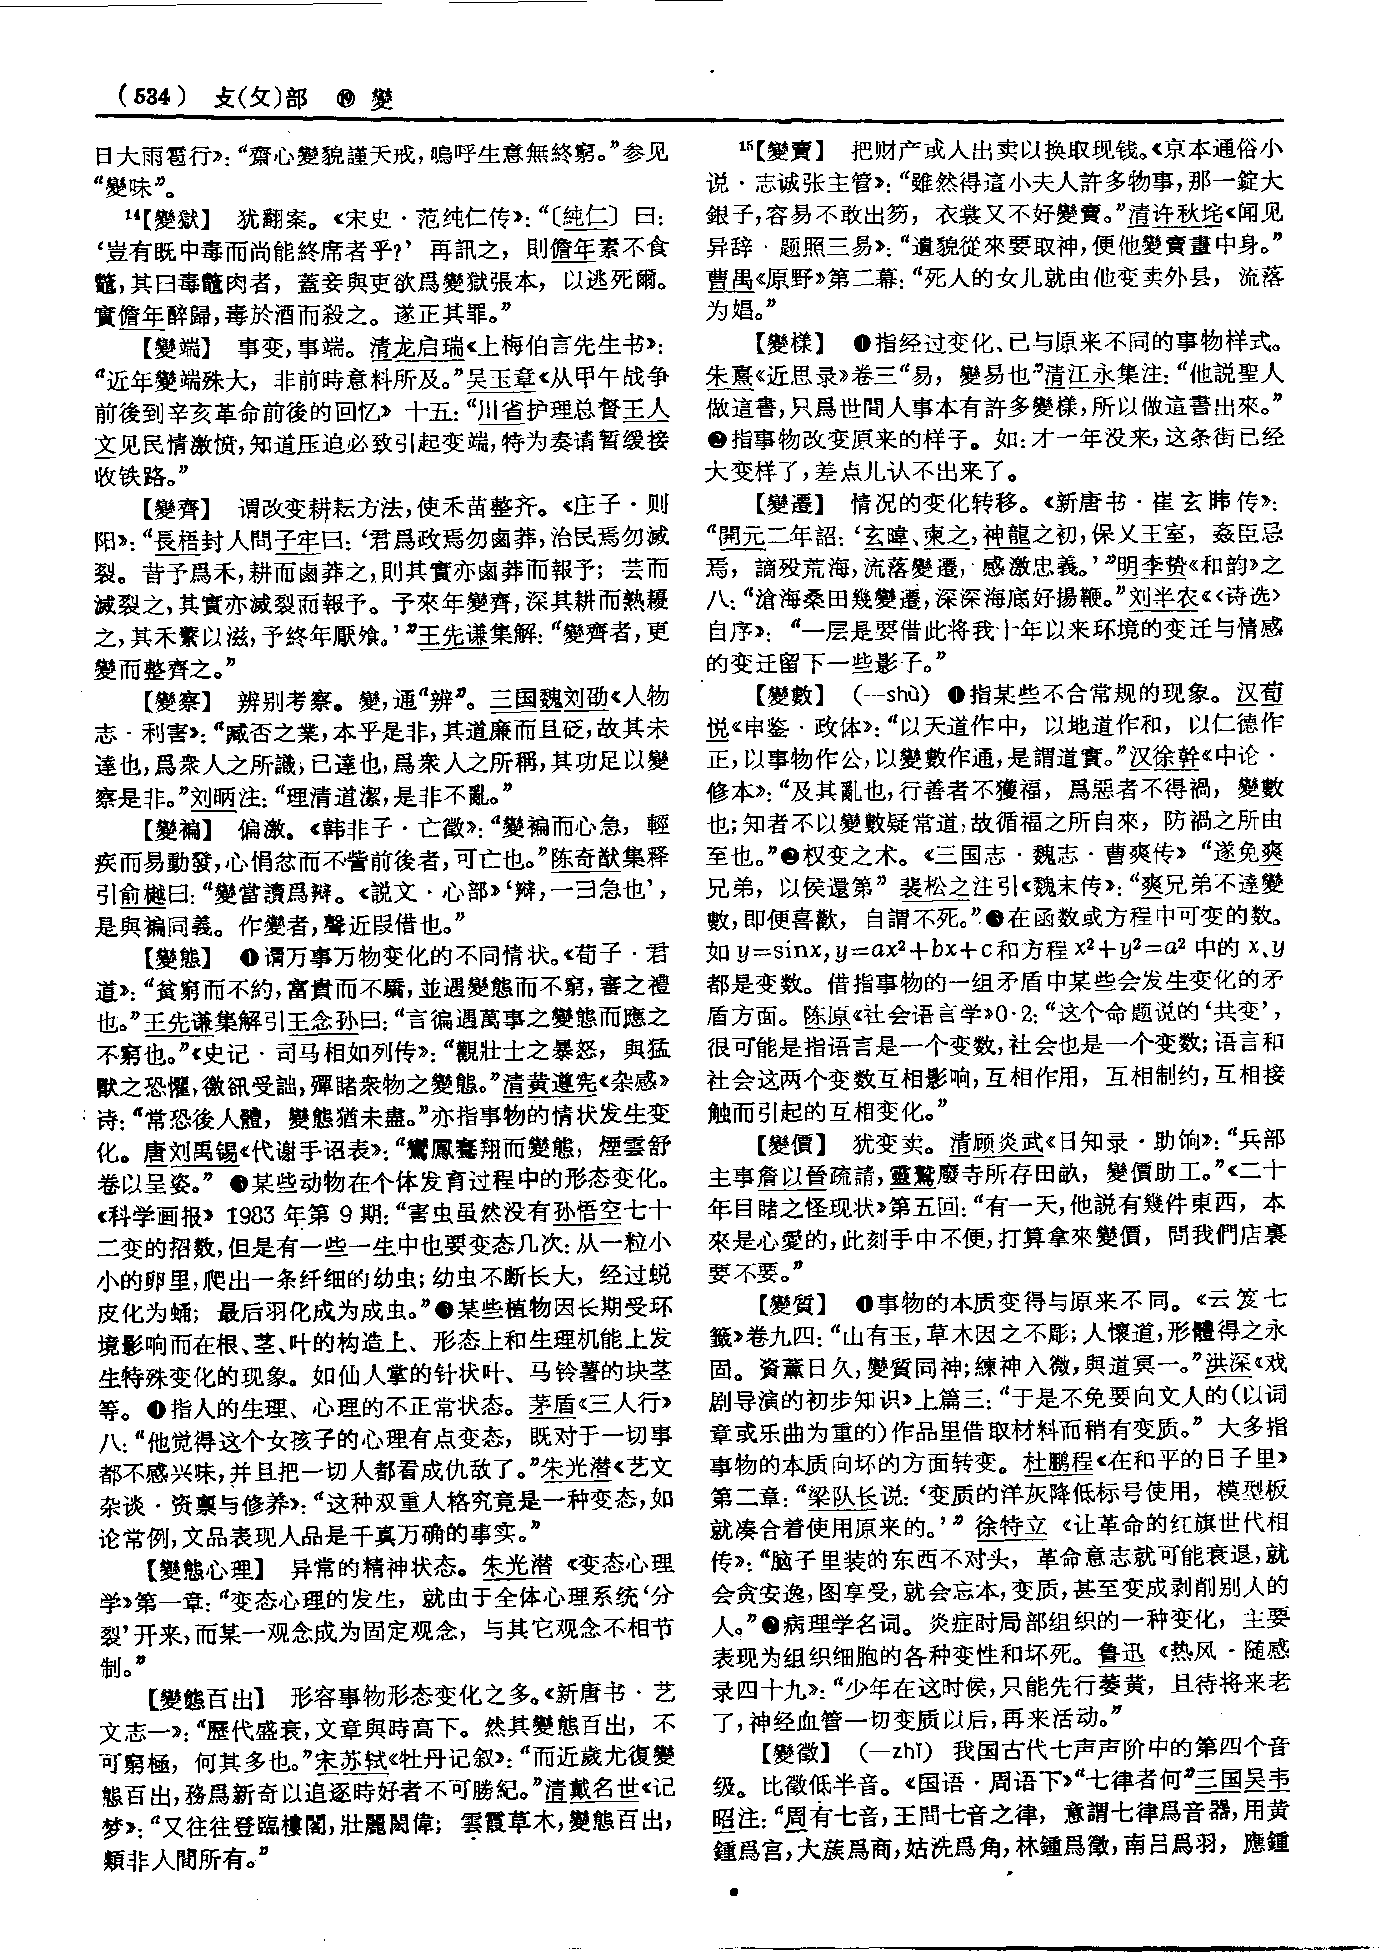 （534） 攴(攵)部 ⑲ 變
日大雨雹行》：“齋心變貌謹天戒，嗚呼生意無終窮。”参见
“變味”。
14【變獄】 犹翻案。《宋史·范纯仁传》：“〔純仁〕曰：
‘豈有既中毒而尚能終席者乎？’再訊之，則儋年素不食
鼈，其曰毒鼈肉者，蓋妾與吏欲爲變獄張本，以逃死爾。
實儋年醉歸，毒於酒而殺之。遂正其罪。”
【變端】 事变，事端。清龙启瑞《上梅伯言先生书》：
“近年變端殊大，非前時意料所及。”吴玉章《从甲午战争
前後到辛亥革命前後的回忆》十五：“川省护理总督王人
文见民情激愤，知道压迫必致引起变端，特为奏请暂缓接
收铁路。”
【變齊】 谓改变耕耘方法，使禾苗整齐。《庄子·则
阳》：“長梧封人問子牢曰：‘君爲政焉勿鹵莽，治民焉勿滅
裂。昔予爲禾，耕而鹵莽之，則其實亦鹵莽而報予；芸而
滅裂之，其實亦滅裂而報予。予來年變齊，深其耕而熟耰
之，其禾蘩以滋，予終年厭飧。’”王先谦集解：“變齊者，更
變而整齊之。”
【變察】 辨别考察。變，通“辨”。三国魏刘劭《人物
志·利害》：“臧否之業，本乎是非，其道廉而且砭，故其未
達也，爲衆人之所識；已達也，爲衆人之所稱，其功足以變
察是非。”刘昞注：“理清道潔，是非不亂。”
【變褊】 偏激。《韩非子·亡徵》：“變褊而心急，輕
疾而易動發，心悁忿而不訾前後者，可亡也。”陈奇猷集释
引俞樾曰：“變當讀爲辯。《説文·心部》‘辯，一曰急也’，
是與褊同義。作變者，聲近叚借也。”
【變態】 ❶谓万事万物变化的不同情状。《荀子·君
道》：“貧窮而不約，富貴而不驕，並遇變態而不窮，審之禮
也。”王先谦集解引王念孙曰：“言徧遇萬事之變態而應之
不窮也。”《史记·司马相如列传》：“觀壯士之暴怒，與猛
獸之恐懼，徼䤂受詘，殫睹衆物之變態。”清黄遵宪《杂感》
诗：“常恐後人體，變態猶未盡。”亦指事物的情状发生变
化。唐刘禹锡《代谢手诏表》：“鸞鳳騫翔而變態，煙雲舒
卷以呈姿。”❷某些动物在个体发育过程中的形态变化。
《科学画报》1983年第9期：“害虫虽然没有孙悟空七十
二变的招数，但是有一些一生中也要变态几次：从一粒小
小的卵里，爬出一条纤细的幼虫；幼虫不断长大，经过蜕
皮化为蛹；最后羽化成为成虫。”❸某些植物因长期受环
境影响而在根、茎、叶的构造上、形态上和生理机能上发
生特殊变化的现象。如仙人掌的针状叶、马铃薯的块茎
等。❹指人的生理、心理的不正常状态。茅盾《三人行》
八：“他觉得这个女孩子的心理有点变态，既对于一切事
都不感兴味，并且把一切人都看成仇敌了。”朱光潜《艺文
杂谈·资禀与修养》：“这种双重人格究竟是一种变态，如
论常例，文品表现人品是千真万确的事实。”
【變態心理】 异常的精神状态。朱光潜《变态心理
学》第一章：“变态心理的发生，就由于全体心理系统‘分
裂’开来，而某一观念成为固定观念，与其它观念不相节
制。”
【變態百出】 形容事物形态变化之多。《新唐书·艺
文志一》：“歷代盛衰，文章與時高下。然其變態百出，不
可窮極，何其多也。”宋苏轼《牡丹记叙》：“而近歲尤復變
態百出，務爲新奇以追逐時好者不可勝紀。”清戴名世《记
梦》：“又往往登臨樓閣，壯麗閎偉；雲霞草木，變態百出，
類非人間所有。”
15【變賣】 把财产或人出卖以换取现钱。《京本通俗小
说·志诚张主管》：“雖然得這小夫人許多物事，那一錠大
銀子，容易不敢出笏，衣裳又不好變賣。”清许秋垞《闻见
异辞·题照三易》：“遺貌從來要取神，便他變賣畫中身。”
曹禺《原野》第二幕：“死人的女儿就由他变卖外县，流落
为娼。”
【變樣】 ❶指经过变化、已与原来不同的事物样式。
朱熹《近思录》卷三“易，變易也”清江永集注：“他説聖人
做這書，只爲世間人事本有許多變樣，所以做這書出來。”
❷指事物改变原来的样子。如：才一年没来，这条街已经
大变样了，差点儿认不出来了。
【變遷】 情况的变化转移。《新唐书·崔玄暐传》：
“開元二年詔：‘玄暐、柬之，神龍之初，保乂王室，姦臣忌
焉，謫殁荒海，流落變遷，感激忠義。’”明李贽《和韵》之
八：“滄海桑田幾變遷，深深海底好揚鞭。”刘半农《〈诗选〉
自序》：“一层是要借此将我十年以来环境的变迁与情感
的变迁留下一些影子。”
【變數】 （—shù）❶指某些不合常规的现象。汉荀
悦《申鉴·政体》：“以天道作中，以地道作和，以仁德作
正，以事物作公，以變數作通，是謂道實。”汉徐幹《中论·
修本》：“及其亂也，行善者不獲福，爲惡者不得禍，變數
也；知者不以變數疑常道，故循福之所自來，防禍之所由
至也。”❷权变之术。《三国志·魏志·曹爽传》“遂免爽
兄弟，以侯還第”裴松之注引《魏末传》：“爽兄弟不達變
數，即便喜歡，自謂不死。”❸在函数或方程中可变的数。
如y=sinx，y=ax²+bx+c和方程x²+y²=a²中的x、y
都是变数。借指事物的一组矛盾中某些会发生变化的矛
盾方面。陈原《社会语言学》0·2：“这个命题说的‘共变’，
很可能是指语言是一个变数，社会也是一个变数；语言和
社会这两个变数互相影响，互相作用，互相制约，互相接
触而引起的互相变化。”
【變價】 犹变卖。清顾炎武《日知录·助饷》：“兵部
主事詹以晉疏請，靈鷲廢寺所存田畝，變價助工。”《二十
年目睹之怪现状》第五回：“有一天，他説有幾件東西，本
來是心愛的，此刻手中不便，打算拿來變價，問我們店裏
要不要。”
【變質】 ❶事物的本质变得与原来不同。《云笈七
籤》卷九四：“山有玉，草木因之不彫；人懷道，形體得之永
固。資薰日久，變質同神；練神入微，與道冥一。”洪深《戏
剧导演的初步知识》上篇三：“于是不免要向文人的（以词
章或乐曲为重的）作品里借取材料而稍有变质。”大多指
事物的本质向坏的方面转变。杜鹏程《在和平的日子里》
第二章：“梁队长说：‘变质的洋灰降低标号使用，模型板
就凑合着使用原来的。’”徐特立《让革命的红旗世代相
传》：“脑子里装的东西不对头，革命意志就可能衰退，就
会贪安逸，图享受，就会忘本，变质，甚至变成剥削别人的
人。”❷病理学名词。炎症时局部组织的一种变化，主要
表现为组织细胞的各种变性和坏死。鲁迅《热风·随感
录四十九》：“少年在这时侯，只能先行萎黄，且待将来老
了，神经血管一切变质以后，再来活动。”
【變徵】 （—zhǐ）我国古代七声声阶中的第四个音
级。比徵低半音。《国语·周语下》“七律者何”三国吴韦
昭注：“周有七音，王問七音之律，意謂七律爲音器，用黄
鍾爲宫，大蔟爲商，姑洗爲角，林鍾爲徵，南吕爲羽，應鍾